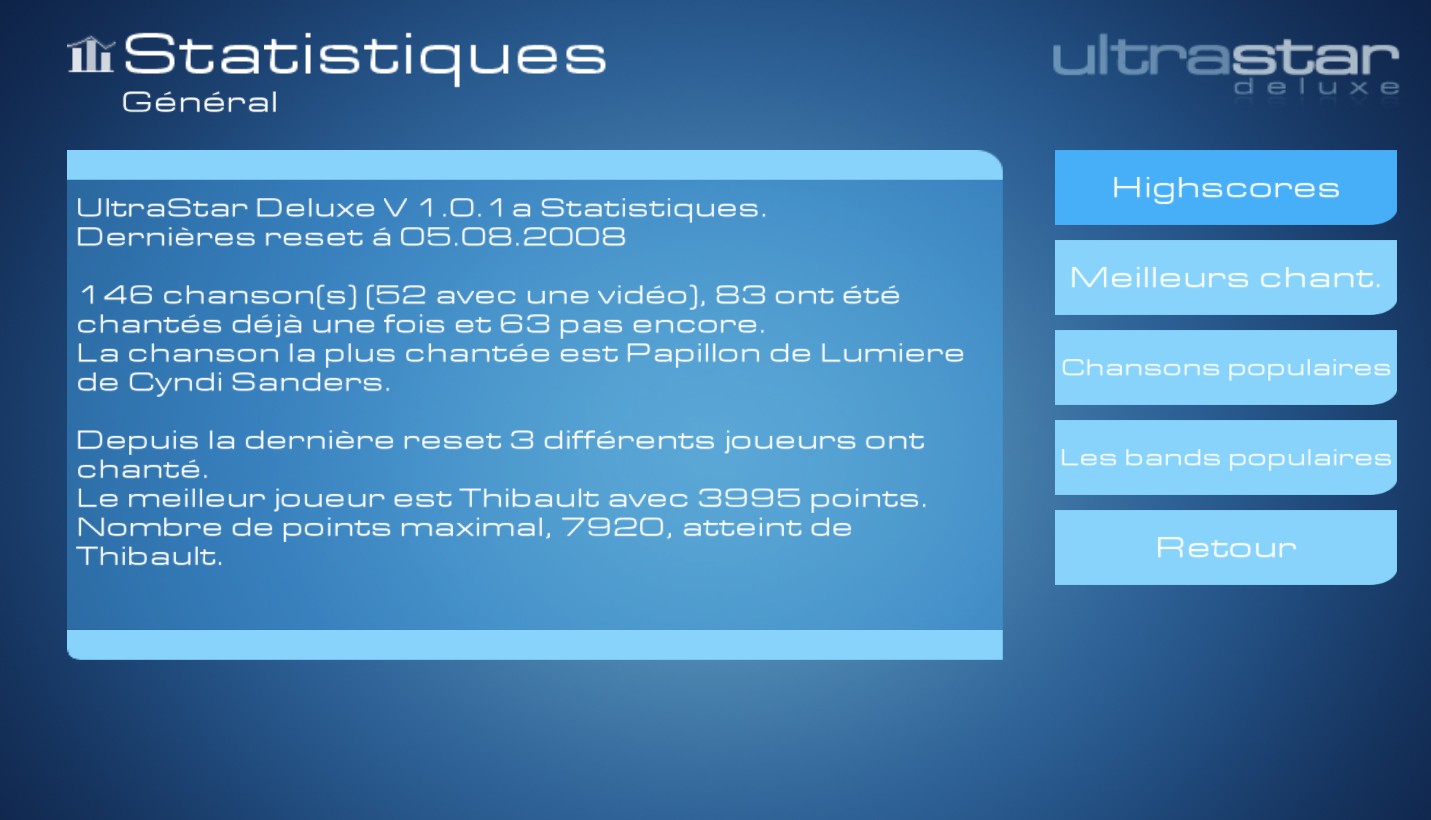 Statistiques
Général
ultrastar
deluxe
UltraStar Deluxe V 1.0.1a Statistiques.
Dernières reset á 05.08.2008
146 chanson(s) (52 avec une vidéo), 83 ont été
chantés déjà une fois et 63 pas encore.
La chanson la plus chantée est Papillon de Lumiere
de Cyndi Sanders.
Depuis la dernière reset 3 différents joueurs ont
chanté.
Le meilleur joueur est Thibault avec 3995 points.
Nombre de points maximal, 7920, atteint de
Thibault.
Highscores
Meilleurs chant.
Chansons populaires
Les bands populaires
Retour